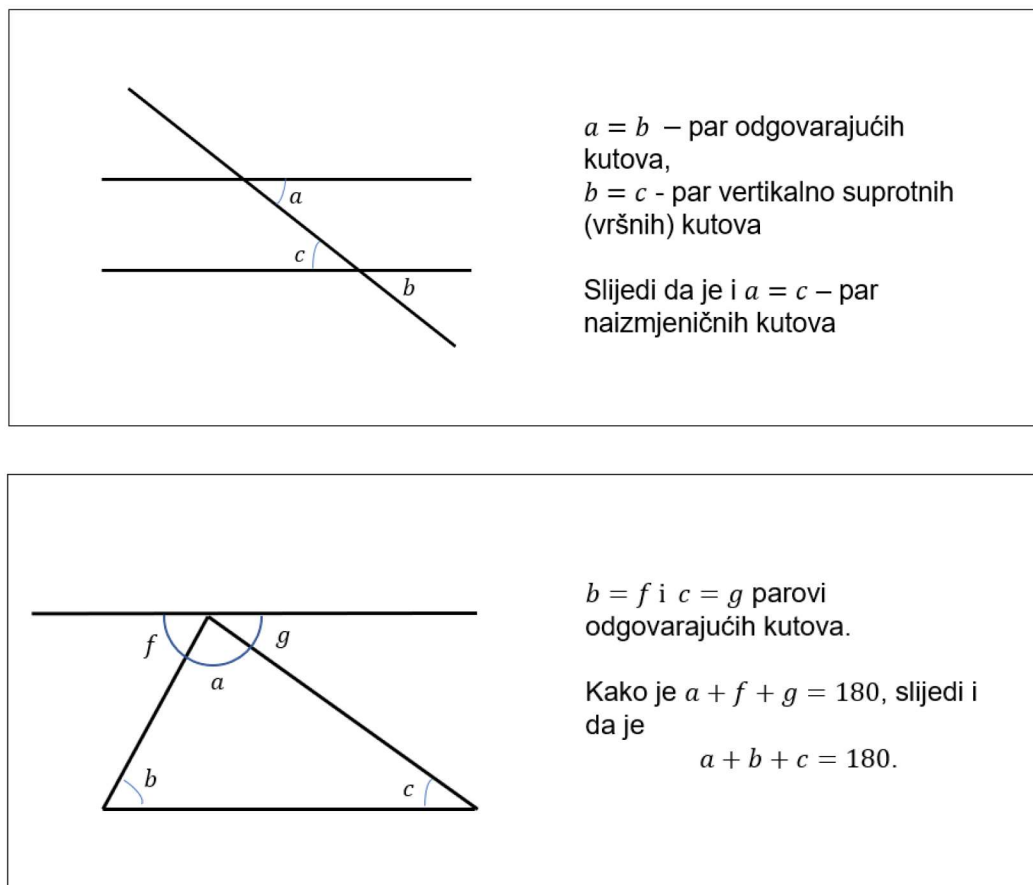 a = b – par odgovarajućih
kutova,
b = c - par vertikalno suprotnih
(vršnih) kutova
Slijedi da je i a = c – par
naizmjeničnih kutova
a
c
b
b = f i c = g parovi
odgovarajućih kutova.
Kako je a + f + g = 180, slijedi i
da je
a + b + c = 180.
f
g
a
b
c